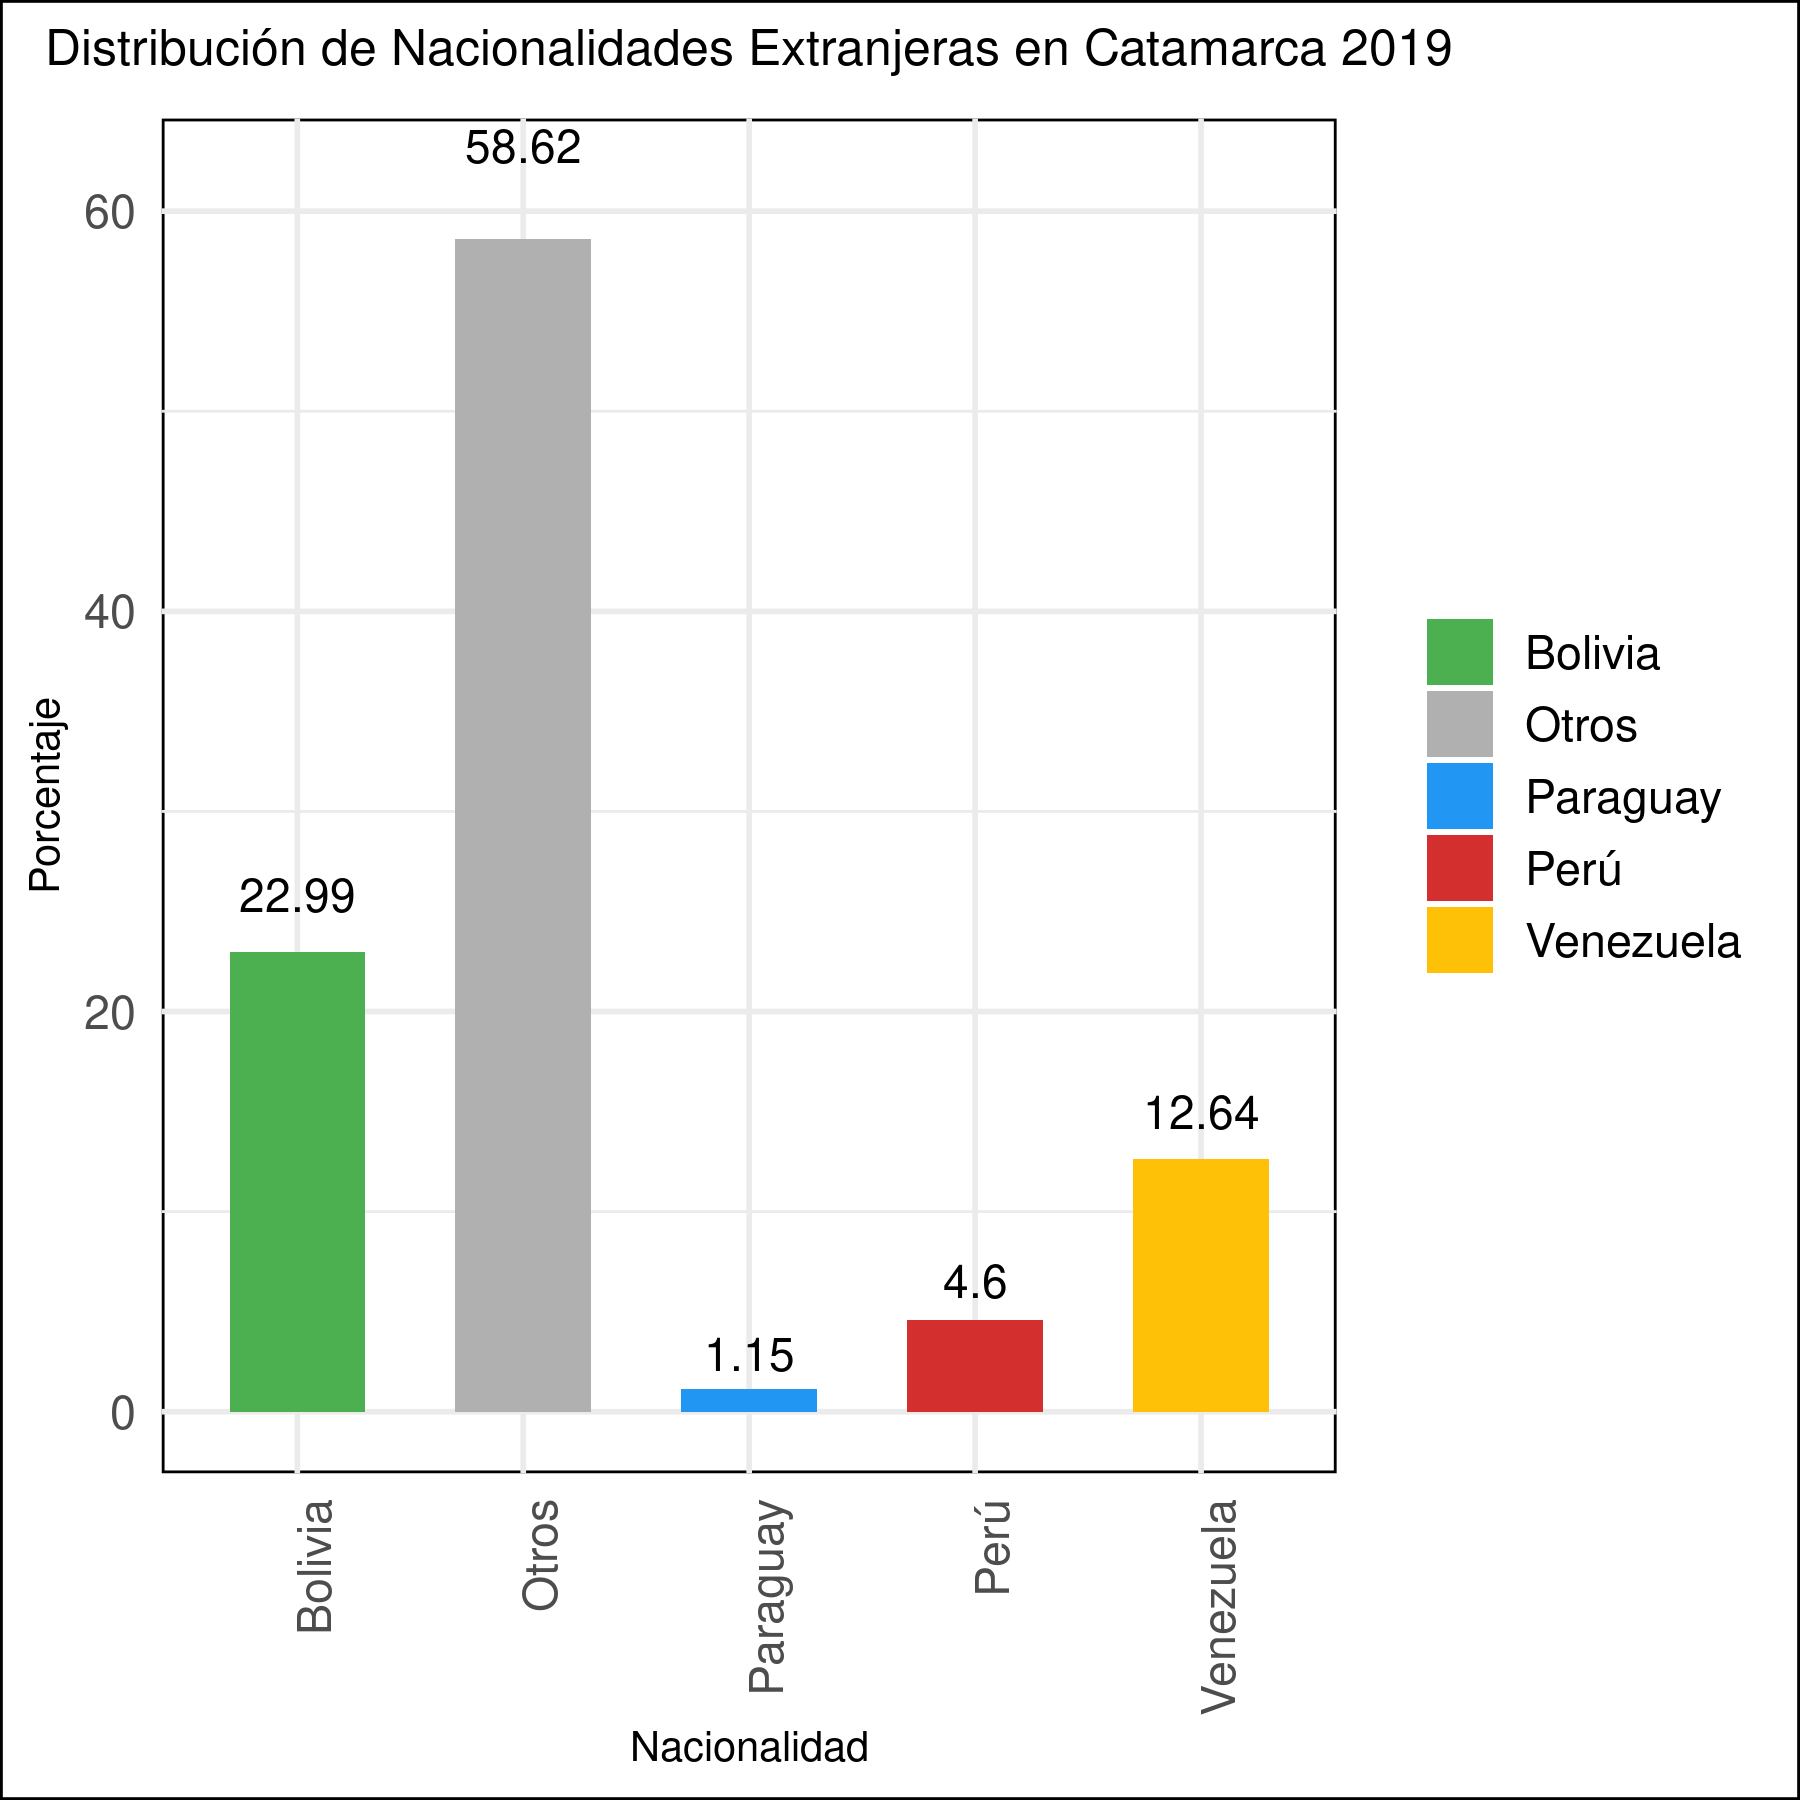 Distribución de Nacionalidades Extranjeras en Catamarca 2019
Porcentaje
60
40
20
0
58.62
22.99
1.15
4.6
12.64
Bolivia
Otros
Paraguay
Perú
Venezuela
Nacionalidad
Bolivia
Otros
Paraguay
Perú
Venezuela